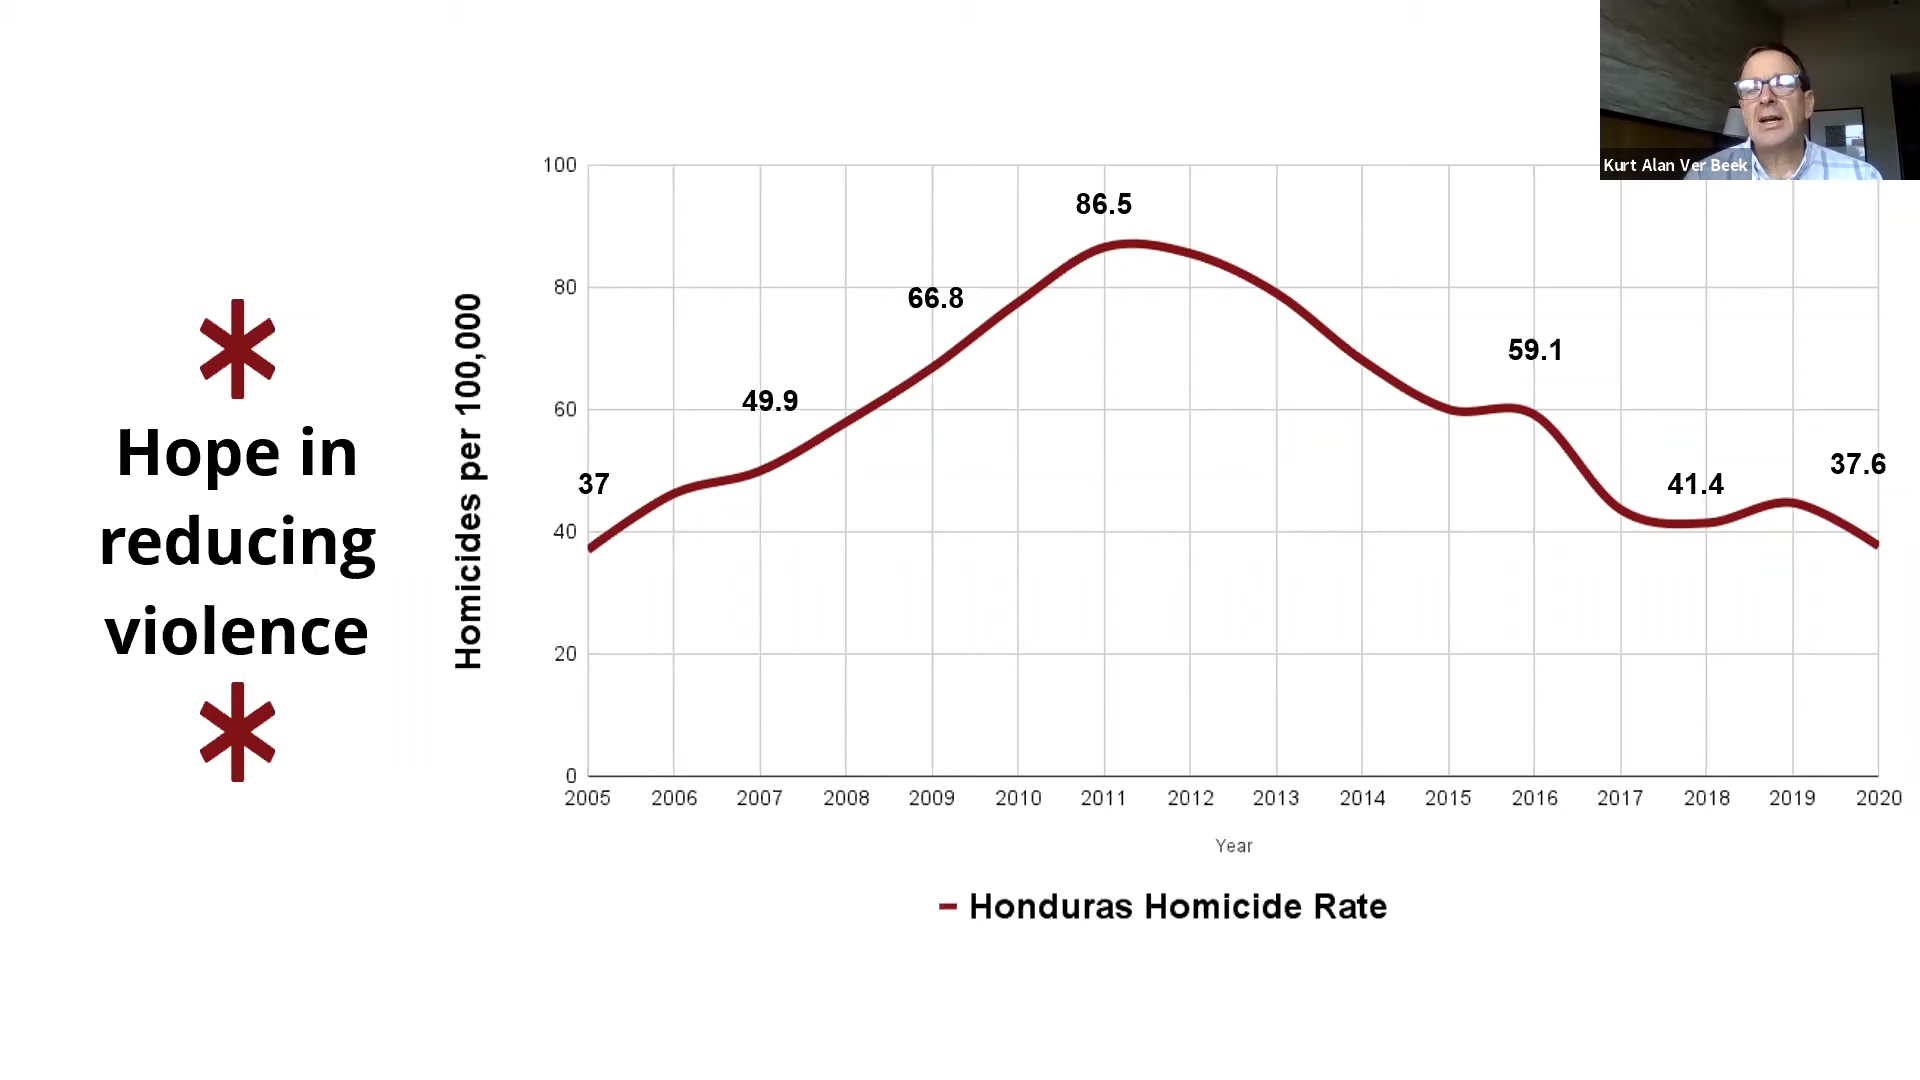 Kurt Alan Ver Beek
Hope in
reducing
violence
Homicides per 100,000
100
80
60
40
20
0
37
49.9
66.8
86.5
59.1
41.4
37.6
2005 2006 2007 2008 2009 2010 2011 2012 2013 2014 2015 2016 2017 2018 2019 2020
Year
Honduras Homicide Rate